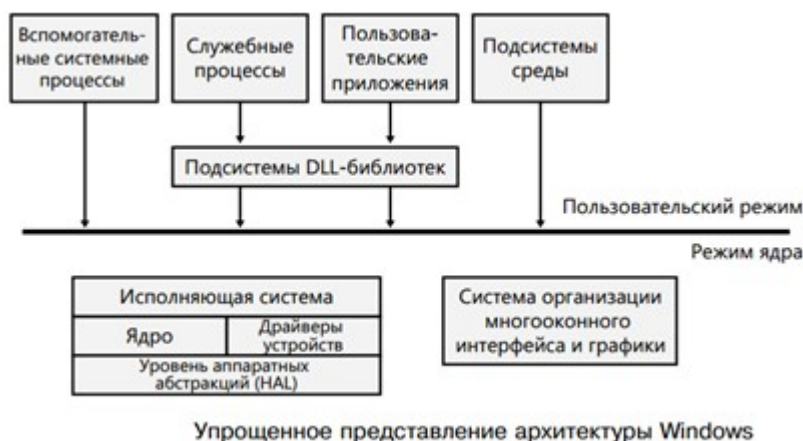 Вспомогатель-
ные системные
процессы
Служебные
процессы
Пользова-
тельские
приложения
Подсистемы
среды
Подсистемы DLL-библиотек
Пользовательский режим
Режим ядра
Исполняющая система
Ядро
Драйверы
устройств
Уровень аппаратных
абстракций (HAL)
Система организации
многооконного
интерфейса и графики
Упрощенное представление архитектуры Windows